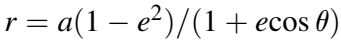 r = a(1 − e²)/(1 + e cos θ)